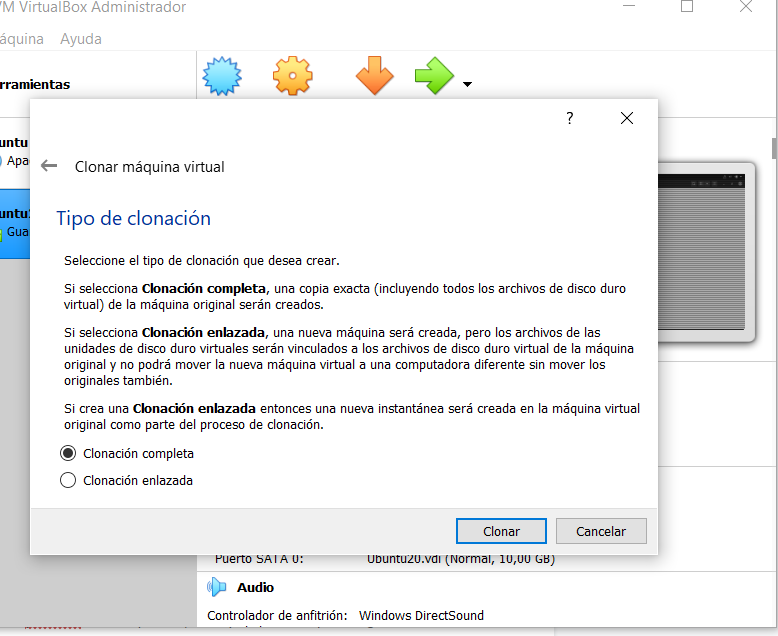 VM VirtualBox Administrador
áquina Ayuda
rramientas
untu
Apa
untu
Gua
?
Clonar máquina virtual
Tipo de clonación
Seleccione el tipo de clonación que desea crear.
Si selecciona Clonación completa, una copia exacta (incluyendo todos los archivos de disco duro
virtual) de la máquina original serán creados.
Si selecciona Clonación enlazada, una nueva máquina será creada, pero los archivos de las
unidades de disco duro virtuales serán vinculados a los archivos de disco duro virtual de la máquina
original y no podrá mover la nueva máquina virtual a una computadora diferente sin mover los
originales también.
Si crea una Clonación enlazada entonces una nueva instantánea será creada en la máquina virtual
original como parte del proceso de clonación.
Clonación completa
Clonación enlazada
Clonar Cancelar
Puerto SATA 0: Ubuntu20.vdi (Normal, 10,00 GB)
Audio
Controlador de anfitrión: Windows DirectSound